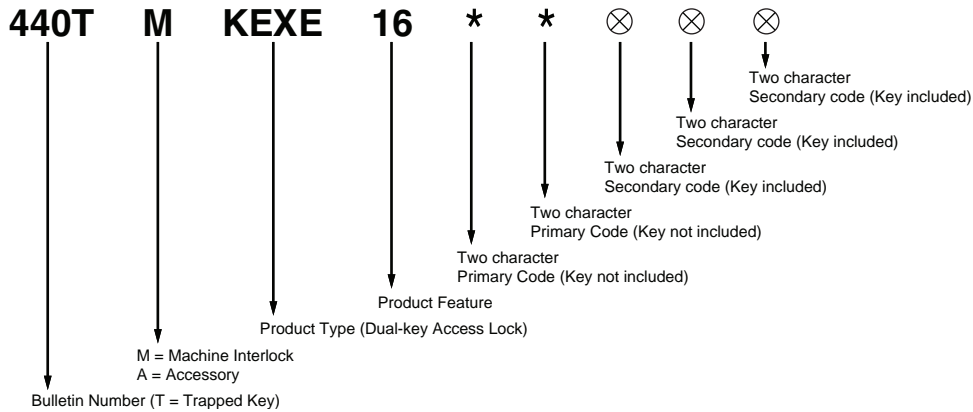 440T M KEXE 16 * * ⊗ ⊗ ⊗
Two character
Secondary code (Key included)
Two character
Secondary code (Key included)
Two character
Secondary code (Key included)
Two character
Primary Code (Key not included)
Two character
Primary Code (Key not included)
Product Feature
Product Type (Dual-key Access Lock)
M = Machine Interlock
A = Accessory
Bulletin Number (T = Trapped Key)